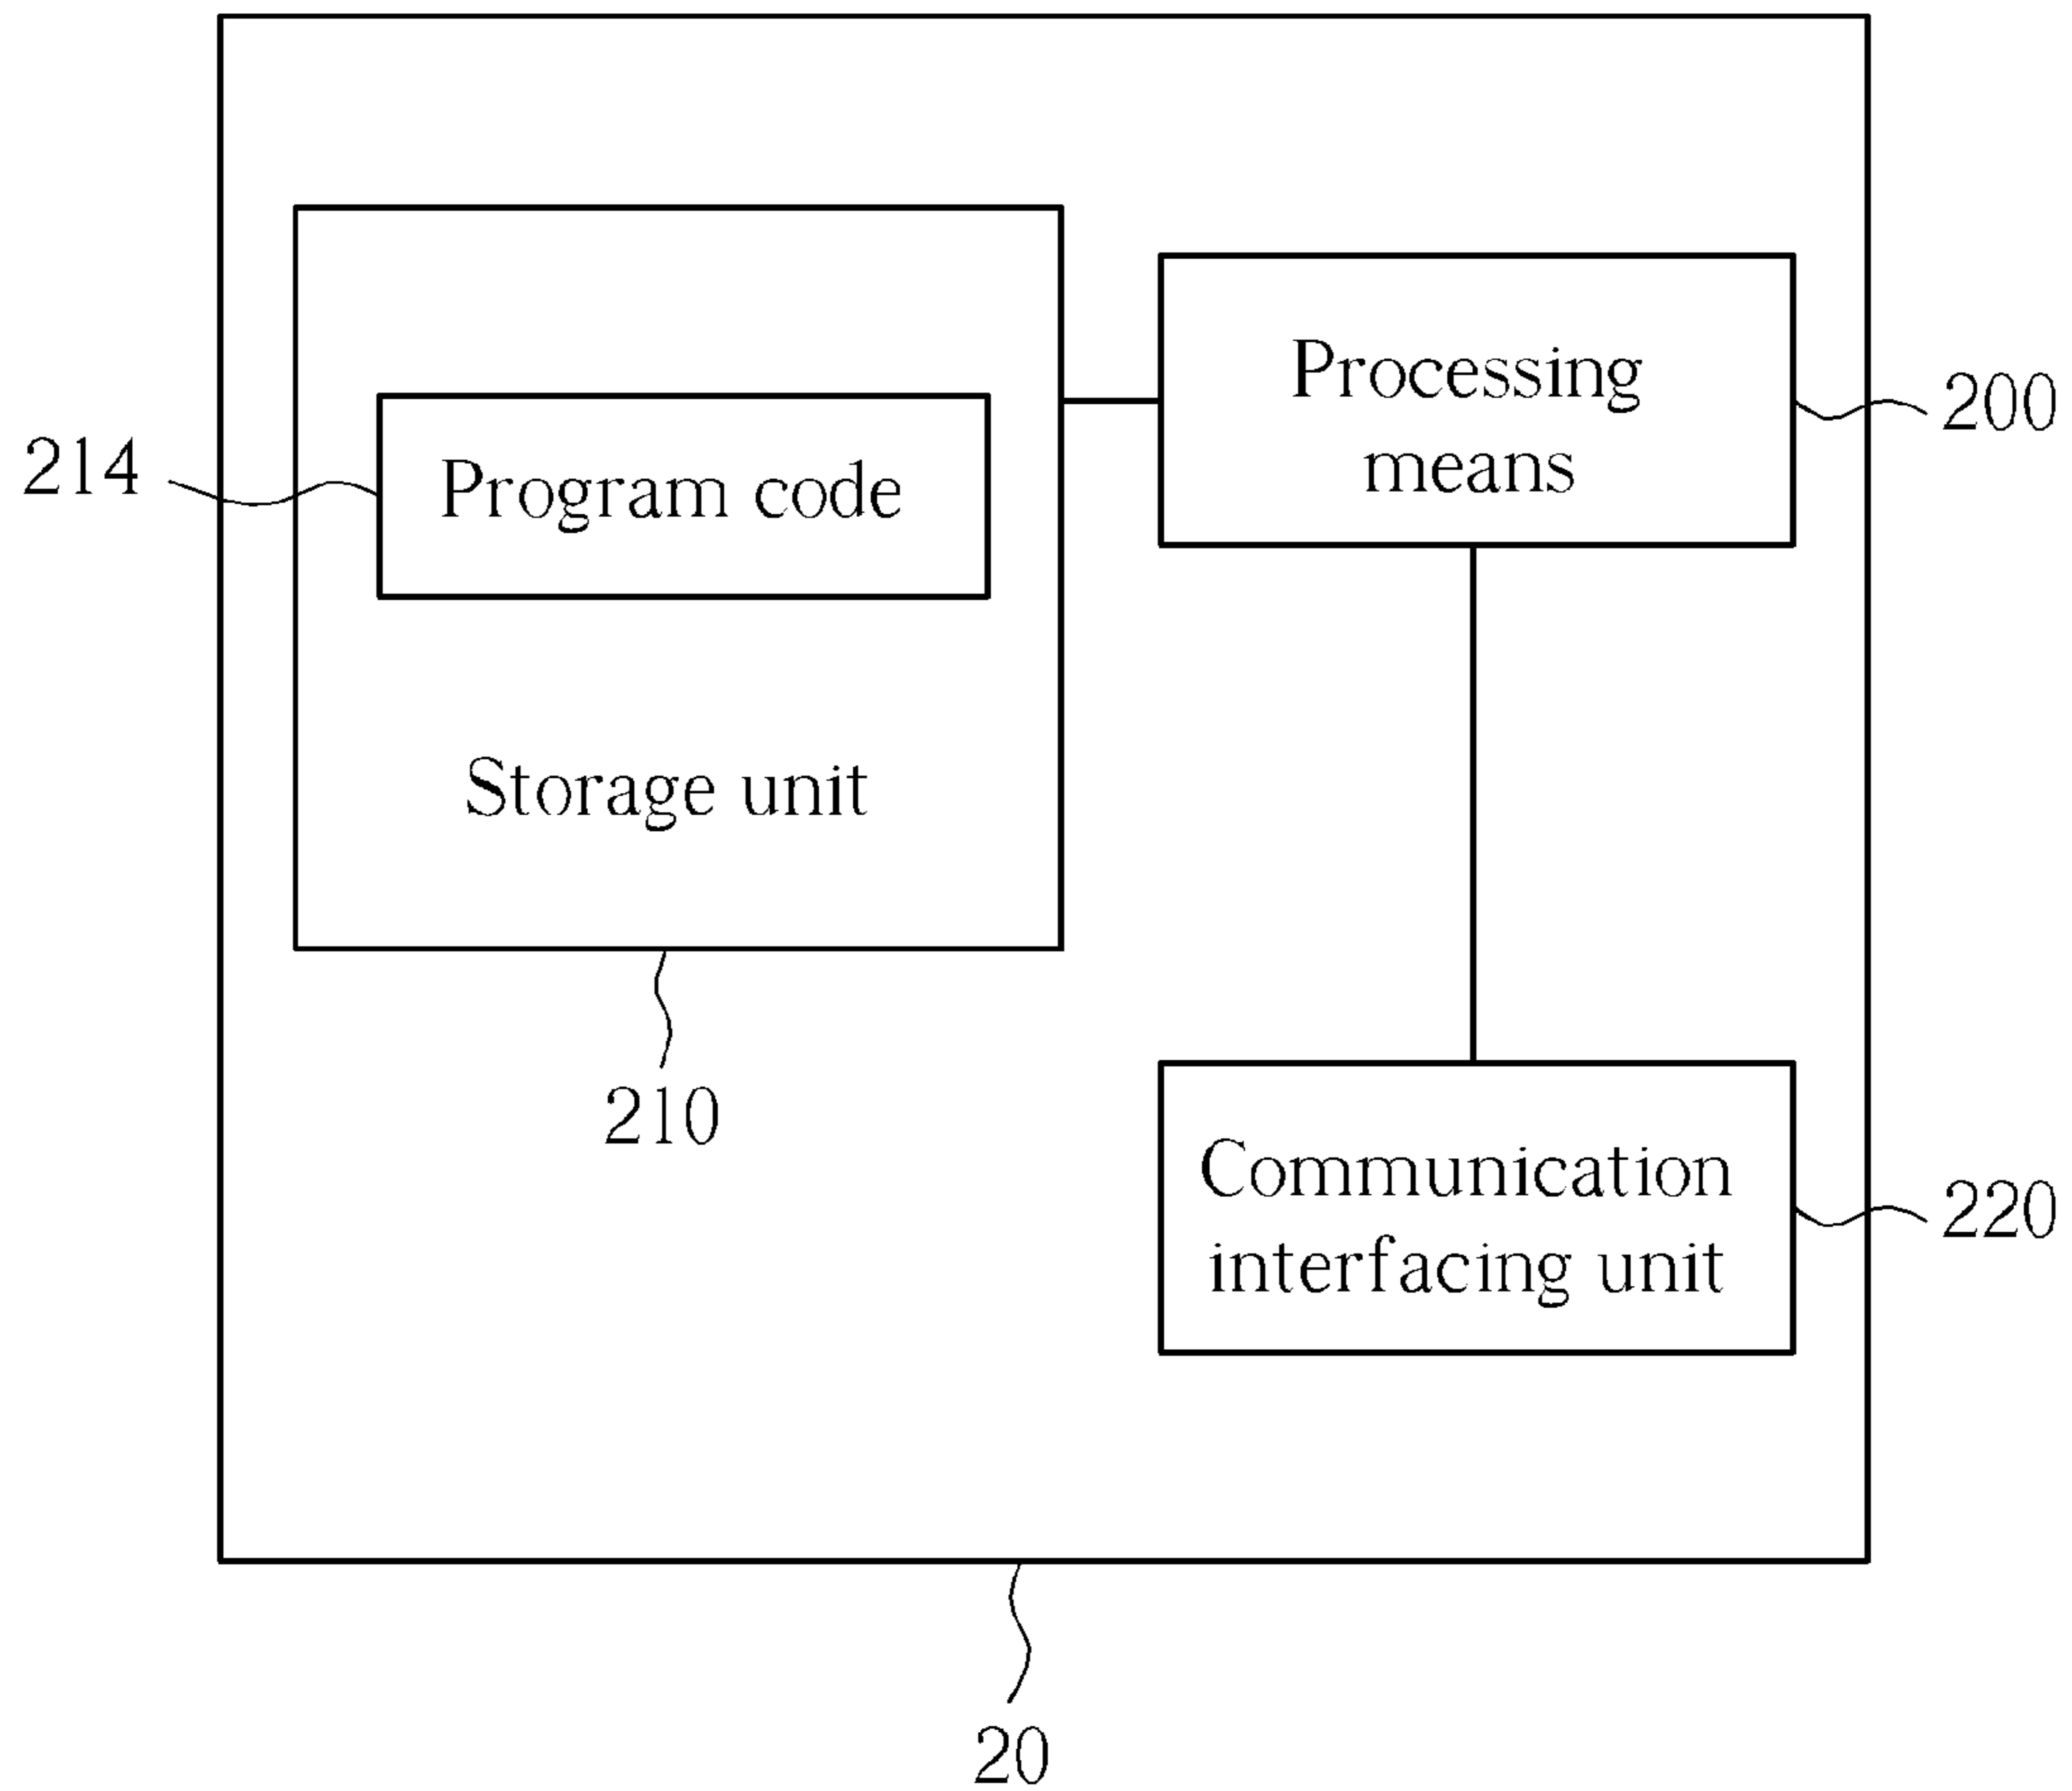 Processing
means
200
214
Program code
Storage unit
210
Communication
interfacing unit
220
20